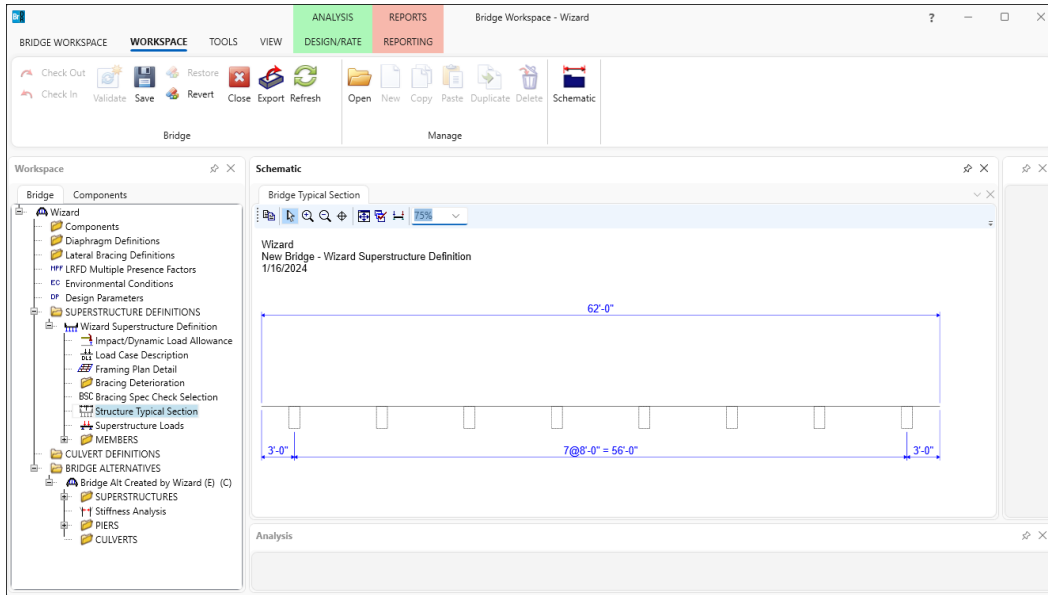 Br
ANALYSIS REPORTS Bridge Workspace - Wizard ?
BRIDGE WORKSPACE WORKSPACE TOOLS VIEW DESIGN/RATE REPORTING
Check Out
Check In
Validate
Save
Restore
Revert
Close
Export
Refresh
Open
New
Copy
Paste
Duplicate
Delete
Schematic
Bridge
Manage
Workspace
Bridge Components
Wizard
Components
Diaphragm Definitions
Lateral Bracing Definitions
MPF LRFD Multiple Presence Factors
EC Environmental Conditions
DP Design Parameters
SUPERSTRUCTURE DEFINITIONS
Wizard Superstructure Definition
Impact/Dynamic Load Allowance
DL1 Load Case Description
Framing Plan Detail
Bracing Deterioration
BSC Bracing Spec Check Selection
Structure Typical Section
Superstructure Loads
MEMBERS
CULVERT DEFINITIONS
BRIDGE ALTERNATIVES
Bridge Alt Created by Wizard (E) (C)
SUPERSTRUCTURES
Stiffness Analysis
PIERS
CULVERTS
Schematic
Bridge Typical Section
75%
Wizard
New Bridge - Wizard Superstructure Definition
1/16/2024
62'-0"
3'-0" 7@8'-0" = 56'-0" 3'-0"
Analysis